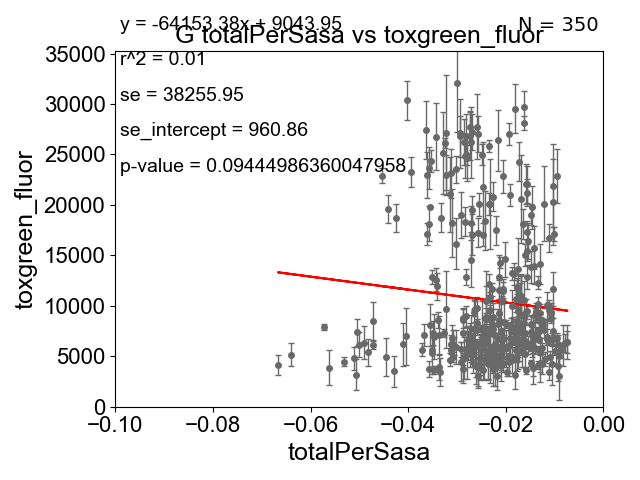 y = -64153.38x + 9043.95
N = 350
G totalPerSasa vs toxgreen_fluor
r^2 = 0.01
se = 38255.95
se_intercept = 960.86
p-value = 0.09444986360047958
35000
30000
25000
20000
15000
10000
5000
0
toxgreen_fluor
−0.10 −0.08 −0.06 −0.04 −0.02 0.00
totalPerSasa